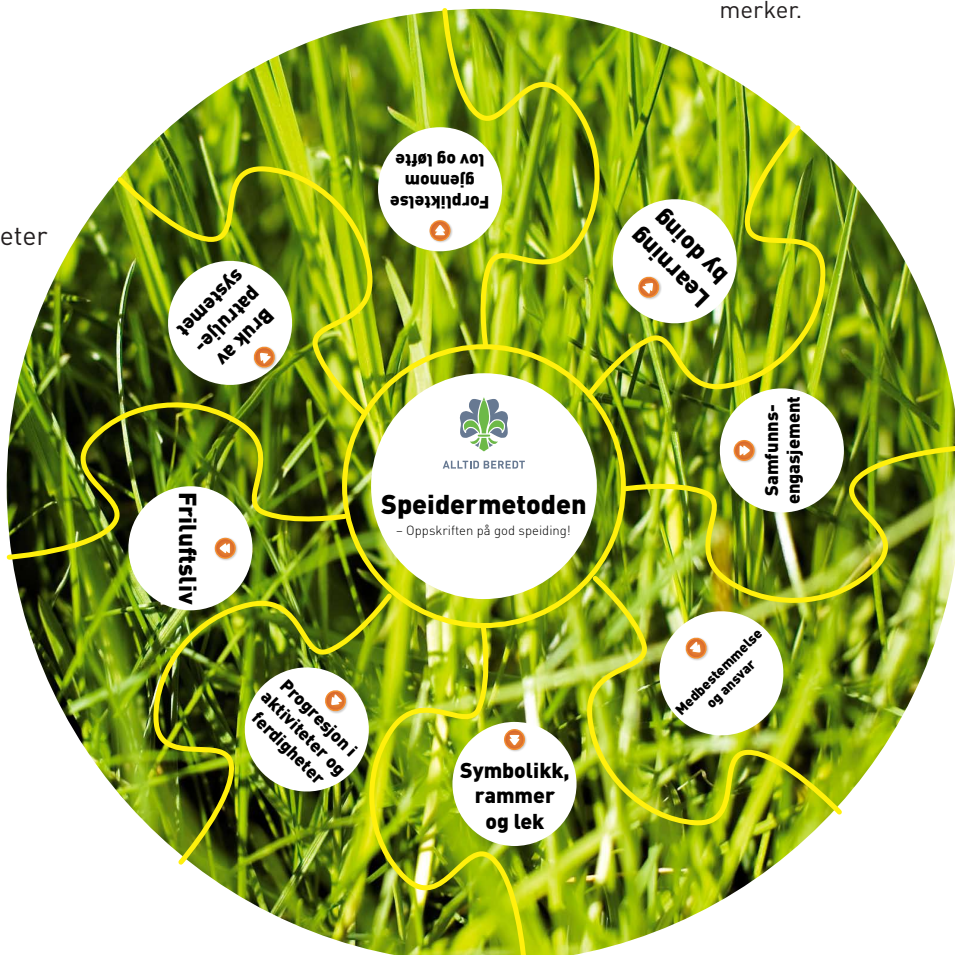 merker.
eter
Forpliktelse
gjennom
lov og løfte
Learning
by doing
Bruk av
patrulje-
systemet
Samfunns-
engasjement
ALLTID BEREDT
Speidermetoden
– Oppskriften på god speiding!
Friluftsliv
Medbestemmelse
og ansvar
Progresjon i
aktiviteter og
ferdigheter
Symbolikk,
rammer
og lek